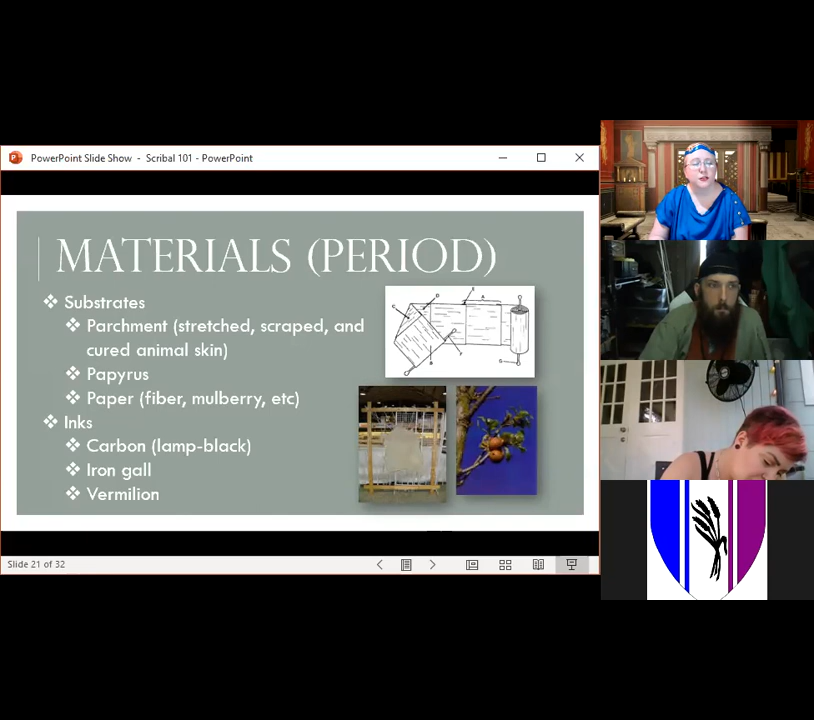 PowerPoint Slide Show - Scribal 101 - PowerPoint
MATERIALS (PERIOD)
❖ Substrates
❖ Parchment (stretched, scraped, and
cured animal skin)
❖ Papyrus
❖ Paper (fiber, mulberry, etc)
❖ Inks
❖ Carbon (lamp-black)
❖ Iron gall
❖ Vermilion
Slide 21 of 32